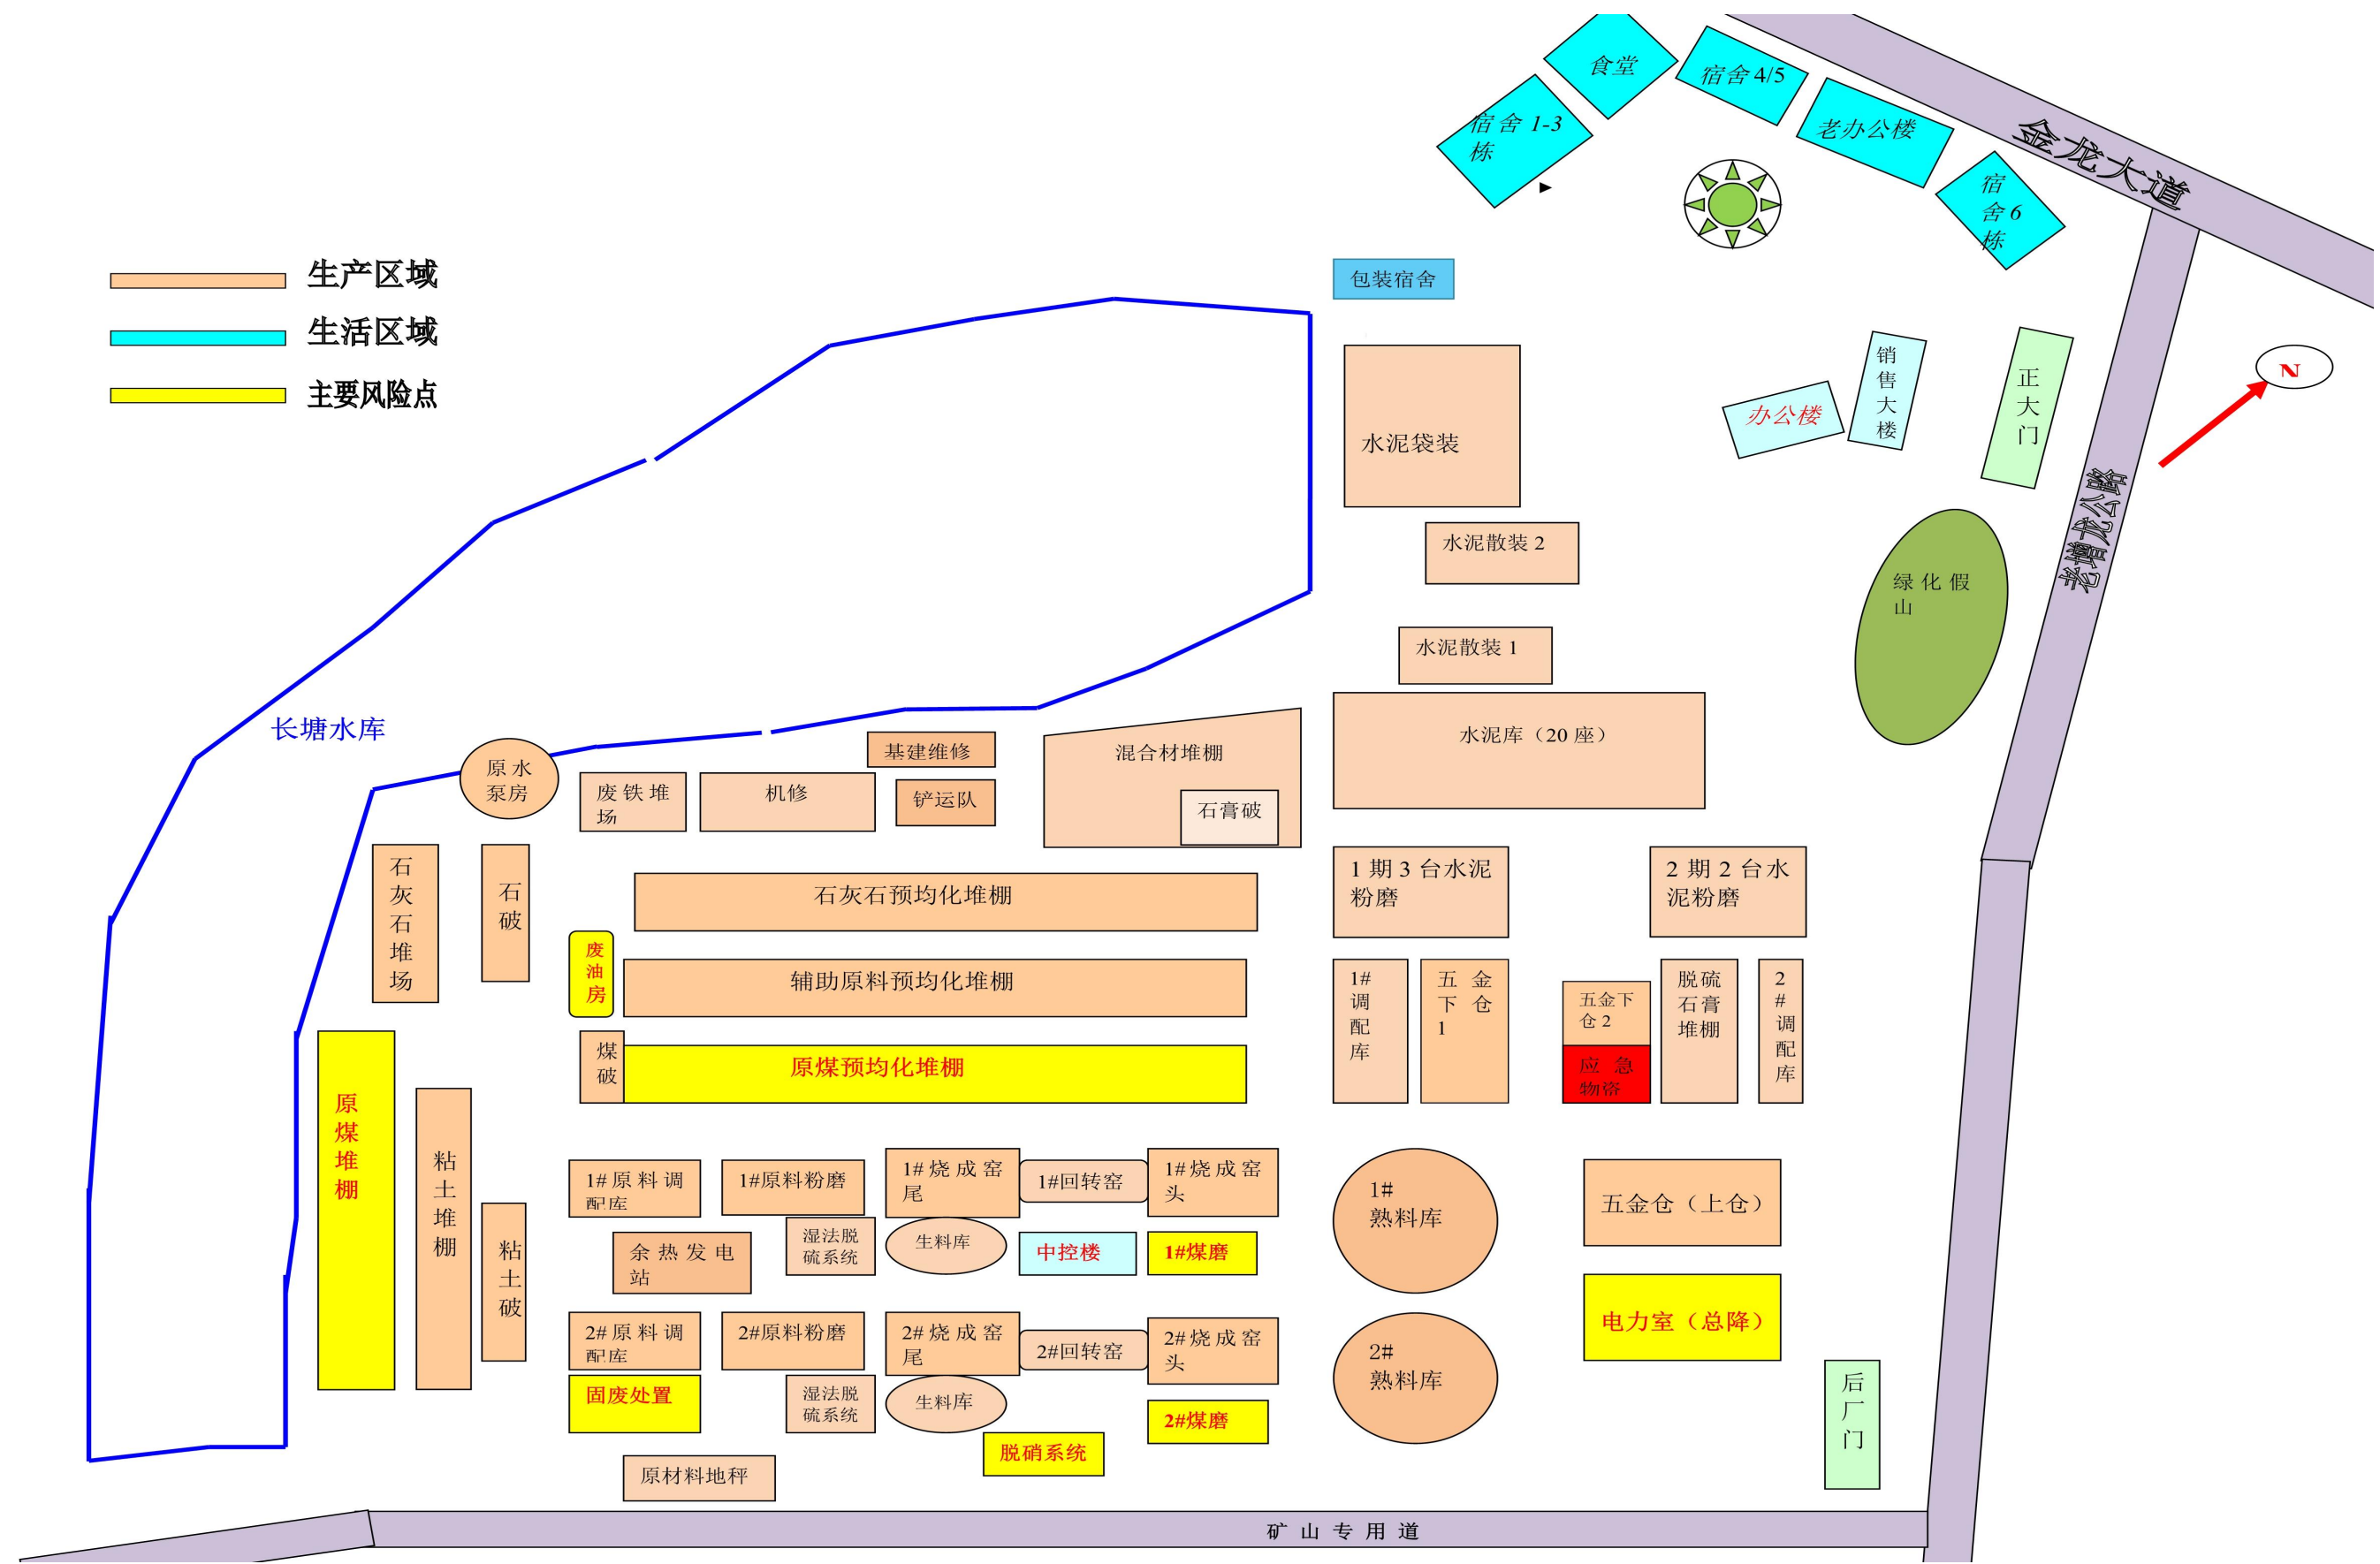 食堂
宿舍 4/5
宿舍 1-3
栋
老办公楼
金龙大道
宿
舍 6
栋
包装宿舍
生产区域
生活区域
主要风险点
销
售
大
楼
正
大
门
N
办公楼
水泥袋装
老增龙公路
水泥散装 2
绿化假
山
水泥散装 1
长塘水库
水泥库（20 座）
原水
泵房
基建维修
混合材堆棚
废铁堆
场
机修
铲运队
石膏破
石
灰
石
堆
场
石
破
石灰石预均化堆棚
1 期 3 台水泥
粉磨
2 期 2 台水
泥粉磨
废
油
房
辅助原料预均化堆棚
1#
调
配
库
五 金
下 仓
1
五金下
仓 2
脱硫
石膏
堆棚
2
#
调
配
库
煤
破
原煤预均化堆棚
应 急
物资
原
煤
堆
棚
粘
土
堆
棚
粘
土
破
1#原料调
配库
1#原料粉磨
1#烧成窑
尾
1#回转窑
1#烧成窑
头
1#
熟料库
五金仓（上仓）
余热发电
站
湿法脱
硫系统
生料库
中控楼
1#煤磨
2#原料调
配库
2#原料粉磨
2#烧成窑
尾
2#回转窑
2#烧成窑
头
2#
熟料库
电力室（总降）
固废处置
湿法脱
硫系统
生料库
2#煤磨
后
厂
门
脱硝系统
原材料地秤
矿山专用道